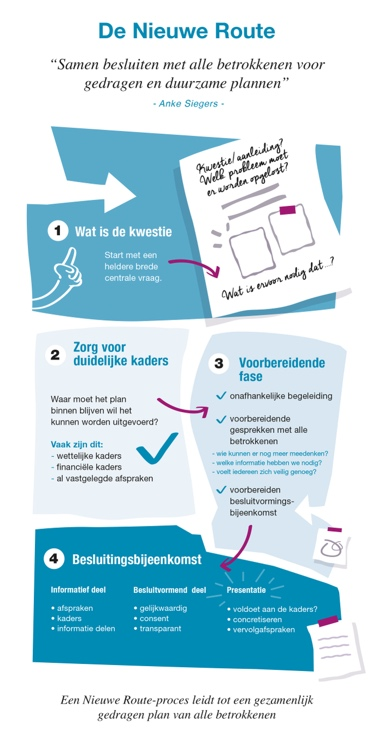 De Nieuwe Route
“Samen besluiten met alle betrokkenen voor
gedragen en duurzame plannen”
- Anke Siegers -
Kwestie/aanleiding?
Welk probleem moet
er worden opgelost?
Wat is ervoor nodig dat...?
1 Wat is de kwestie
Start met een
heldere brede
centrale vraag.
2 Zorg voor
duidelijke kaders
Waar moet het plan
binnen blijven wil het
kunnen worden uitgevoerd?
Vaak zijn dit:
- wettelijke kaders
- financiële kaders
- al vastgelegde afspraken
3 Voorbereidende
fase
onafhankelijke begeleiding
voorbereidende
gesprekken met alle
betrokkenen
- wie kunnen er nog meer meedenken?
- welke informatie hebben we nodig?
- voelt iedereen zich veilig genoeg?
voorbereiden
besluitvormings-
bijeenkomst
4 Besluitingsbijeenkomst
Informatief deel
• afspraken
• kaders
• informatie delen
Besluitvormend deel
• gelijkwaardig
• consent
• transparant
Presentatie
• voldoet aan de kaders?
• concretiseren
• vervolgafspraken
Een Nieuwe Route-proces leidt tot een gezamenlijk
gedragen plan van alle betrokkenen